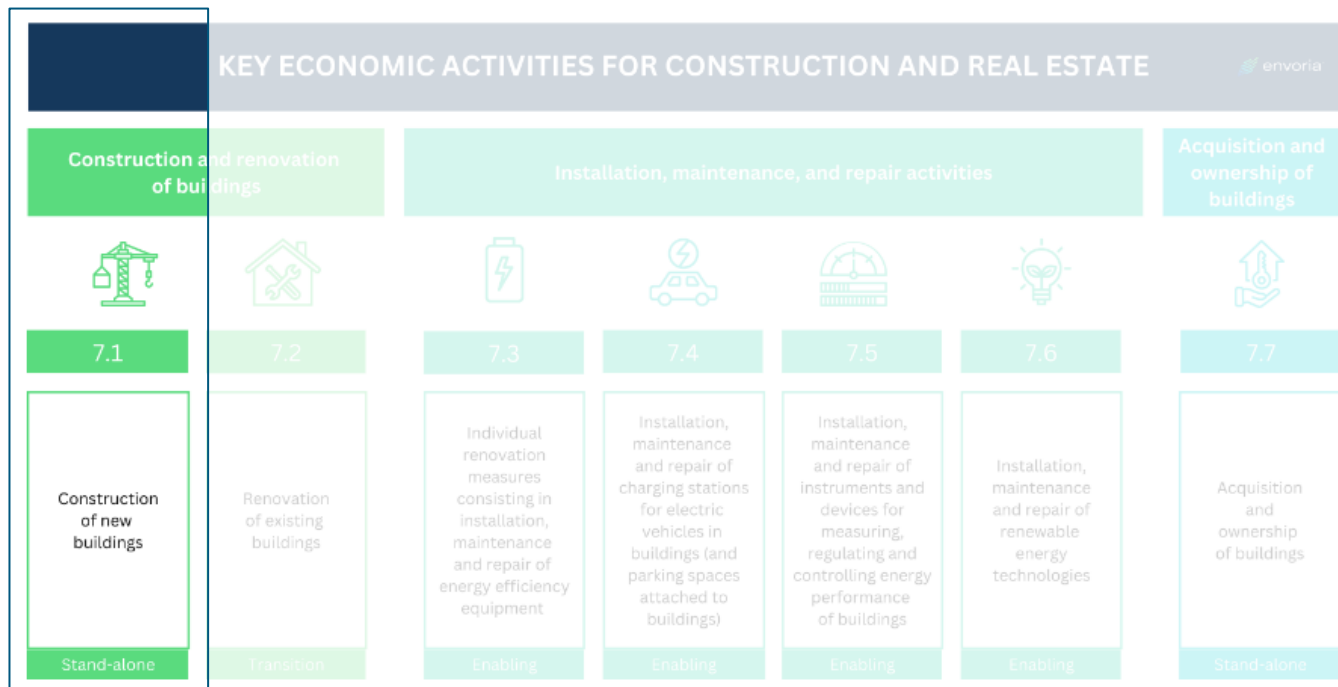 KEY ECONOMIC ACTIVITIES FOR CONSTRUCTION AND REAL ESTATE
envoria
Construction and renovation
of buildings
Installation, maintenance, and repair activities
Acquisition and
ownership of
buildings
7.1
7.2
7.3
7.4
7.5
7.6
7.7
Construction
of new
buildings
Renovation
of existing
buildings
Individual
renovation
measures
consisting in
installation,
maintenance
and repair of
energy efficiency
equipment
Installation,
maintenance
and repair of
charging stations
for electric
vehicles in
buildings (and
parking spaces
attached to
buildings)
Installation,
maintenance
and repair of
instruments and
devices for
measuring,
regulating and
controlling energy
performance
of buildings
Installation,
maintenance
and repair of
renewable
energy
technologies
Acquisition
and
ownership
of buildings
Stand-alone
Transition
Enabling
Enabling
Enabling
Enabling
Stand-alone